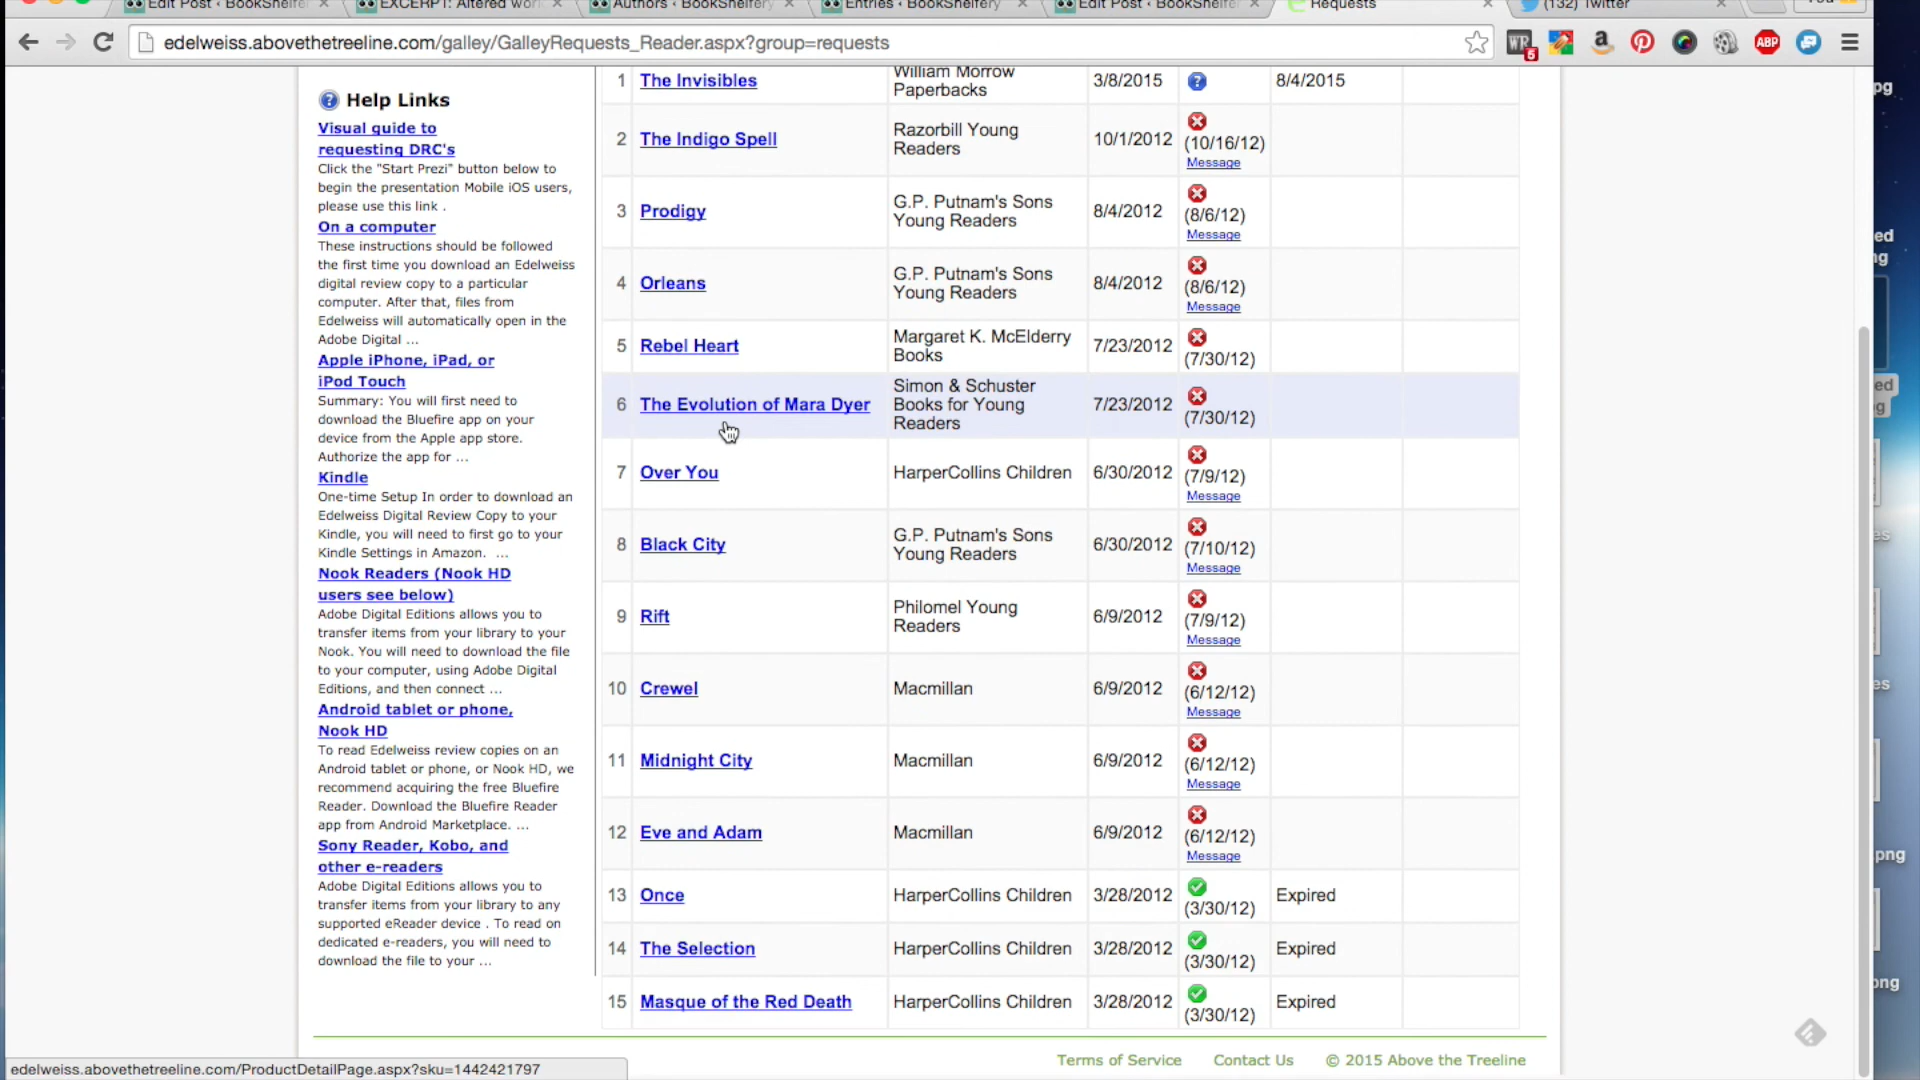 Edit Post ‹ BookShelfer
EXCERPT: Altered wor
Authors ‹ BookShelfery
Entries ‹ BookShelfery
Edit Post ‹ BookShelfer
Requests
(132) Twitter
edelweiss.abovethetreeline.com/galley/GalleyRequests_Reader.aspx?group=requests
WR 5
ABP
Help Links
Visual guide to
requesting DRC's
Click the "Start Prezi" button below to
begin the presentation Mobile iOS users,
please use this link .
On a computer
These instructions should be followed
the first time you download an Edelweiss
digital review copy to a particular
computer. After that, files from
Edelweiss will automatically open in the
Adobe Digital ...
Apple iPhone, iPad, or
iPod Touch
Summary: You will first need to
download the Bluefire app on your
device from the Apple app store.
Authorize the app for ...
Kindle
One-time Setup In order to download an
Edelweiss Digital Review Copy to your
Kindle, you will need to first go to your
Kindle Settings in Amazon. ...
Nook Readers (Nook HD
users see below)
Adobe Digital Editions allows you to
transfer items from your library to your
Nook. You will need to download the file
to your computer, using Adobe Digital
Editions, and then connect ...
Android tablet or phone,
Nook HD
To read Edelweiss review copies on an
Android tablet or phone, or Nook HD, we
recommend acquiring the free Bluefire
Reader. Download the Bluefire Reader
app from Android Marketplace. ...
Sony Reader, Kobo, and
other e-readers
Adobe Digital Editions allows you to
transfer items from your library to any
supported eReader device . To read on
dedicated e-readers, you will need to
download the file to your ...
1 The Invisibles William Morrow Paperbacks 3/8/2015 8/4/2015
2 The Indigo Spell Razorbill Young Readers 10/1/2012 (10/16/12) Message
3 Prodigy G.P. Putnam's Sons Young Readers 8/4/2012 (8/6/12) Message
4 Orleans G.P. Putnam's Sons Young Readers 8/4/2012 (8/6/12) Message
5 Rebel Heart Margaret K. McElderry Books 7/23/2012 (7/30/12)
6 The Evolution of Mara Dyer Simon & Schuster Books for Young Readers 7/23/2012 (7/30/12)
7 Over You HarperCollins Children 6/30/2012 (7/9/12) Message
8 Black City G.P. Putnam's Sons Young Readers 6/30/2012 (7/10/12) Message
9 Rift Philomel Young Readers 6/9/2012 (7/9/12) Message
10 Crewel Macmillan 6/9/2012 (6/12/12) Message
11 Midnight City Macmillan 6/9/2012 (6/12/12) Message
12 Eve and Adam Macmillan 6/9/2012 (6/12/12) Message
13 Once HarperCollins Children 3/28/2012 (3/30/12) Expired
14 The Selection HarperCollins Children 3/28/2012 (3/30/12) Expired
15 Masque of the Red Death HarperCollins Children 3/28/2012 (3/30/12) Expired
Terms of Service Contact Us © 2015 Above the Treeline
edelweiss.abovethetreeline.com/ProductDetailPage.aspx?sku=1442421797